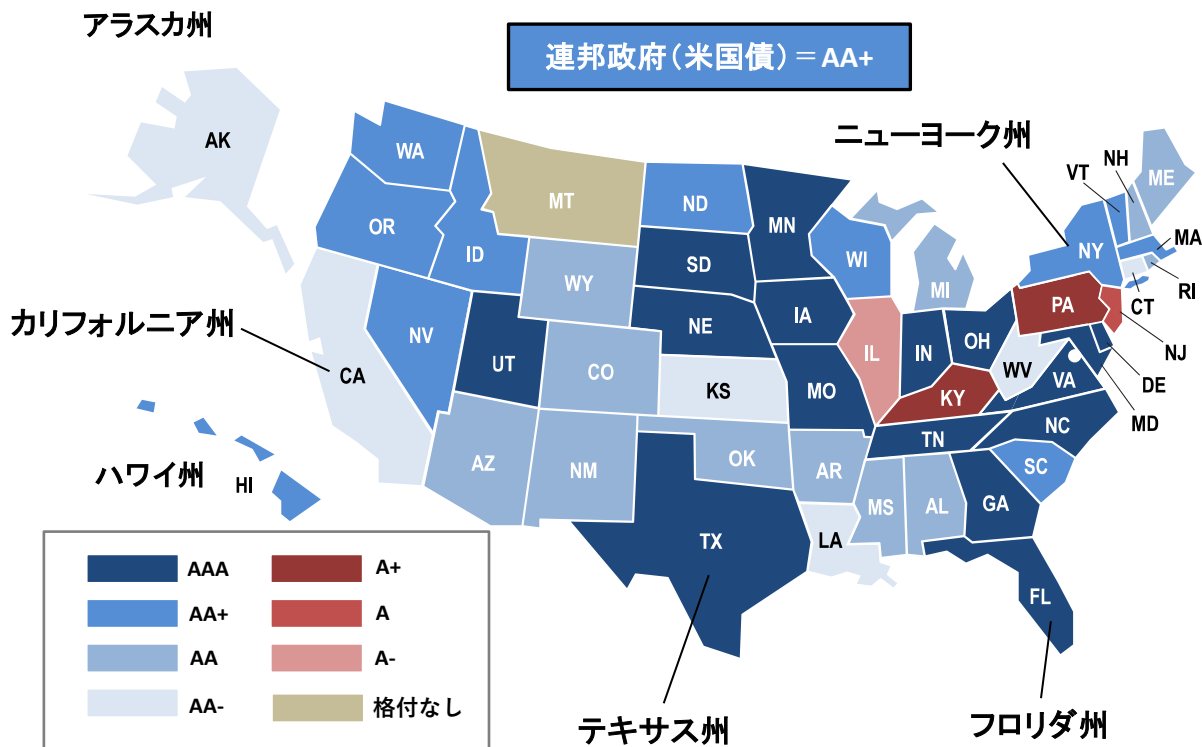 アラスカ州
連邦政府（米国債）＝AA+
ニューヨーク州
AK
WA
MT
ND
MN
VT
NH
ME
OR
ID
SD
WI
NY
MA
WY
MI
RI
カリフォルニア州
NV
NE
IA
PA
CT
CA
UT
CO
KS
MO
IL
IN
OH
NJ
WV
VA
DE
KY
MD
ハワイ州
HI
AZ
NM
OK
AR
TN
NC
SC
MS
AL
GA
TX
LA
FL
AAA
A+
AA+
A
AA
A-
AA-
格付なし
テキサス州
フロリダ州